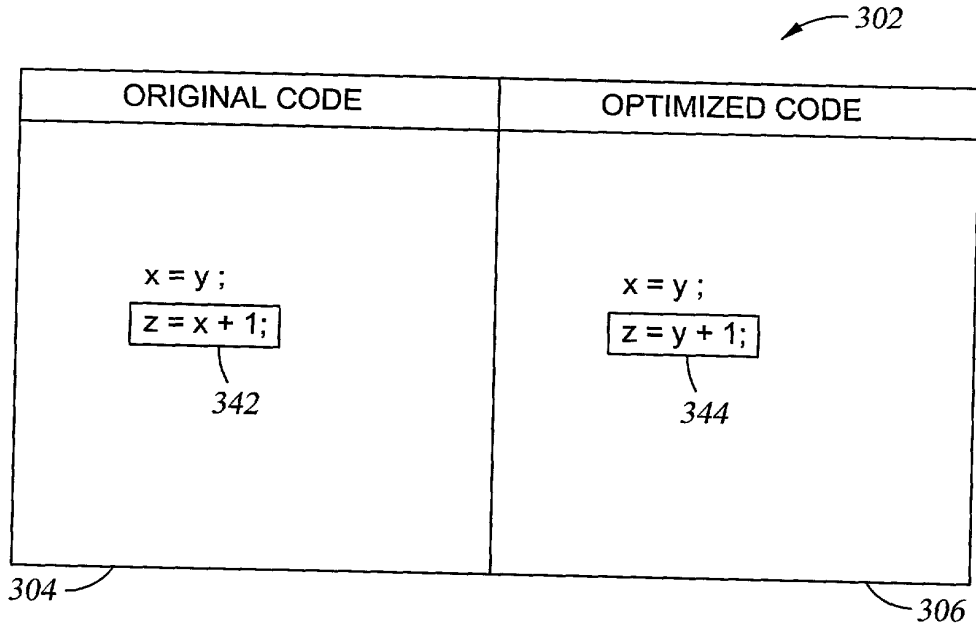 302
ORIGINAL CODE
OPTIMIZED CODE
x = y ;
z = x + 1;
342
x = y ;
z = y + 1;
344
304
306